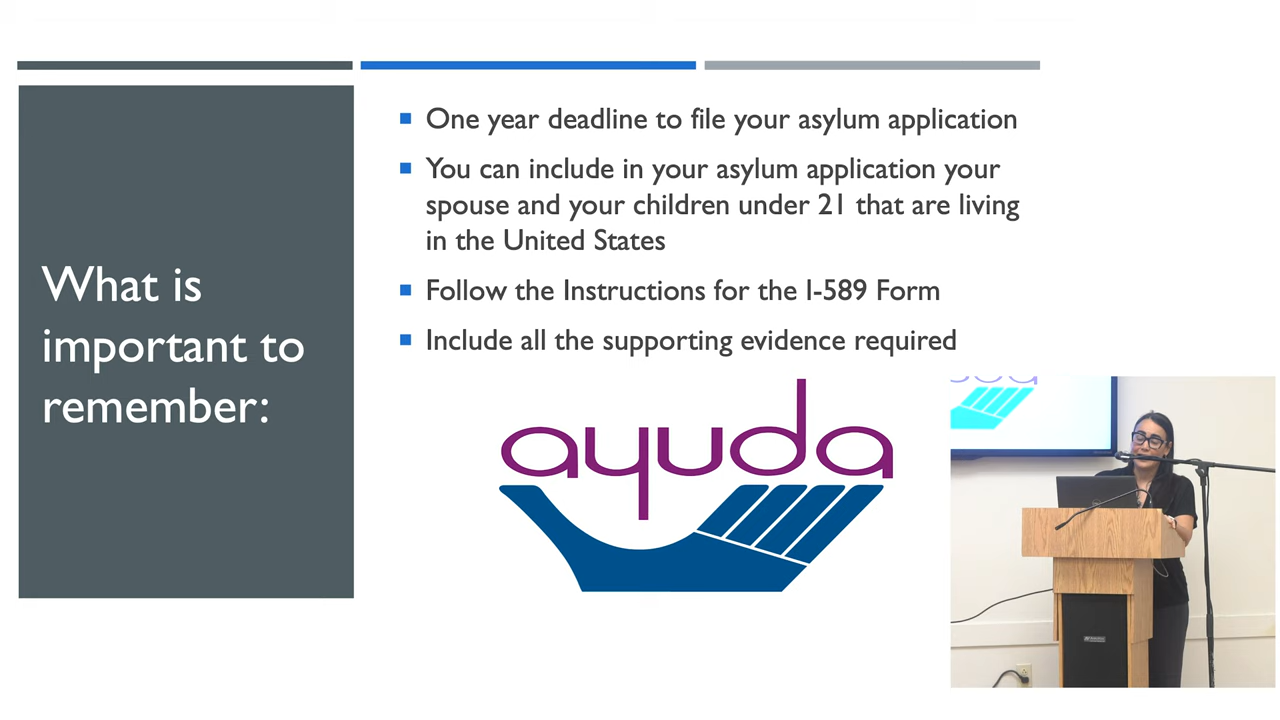 What is
important to
remember:
One year deadline to file your asylum application
You can include in your asylum application your
spouse and your children under 21 that are living
in the United States
Follow the Instructions for the I-589 Form
Include all the supporting evidence required
ayuda